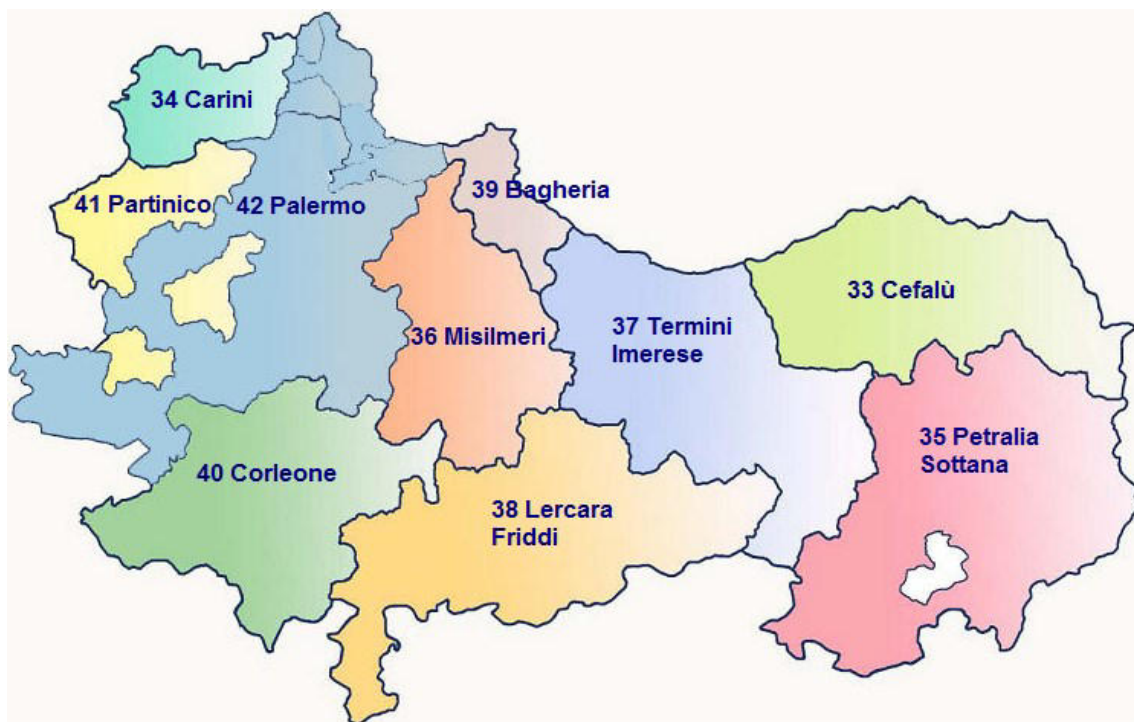 34 Carini
39 Bagheria
41 Partinico
42 Palermo
33 Cefalù
37 Termini
Imerese
36 Misilmeri
35 Petralia
Sottana
40 Corleone
38 Lercara
Friddi